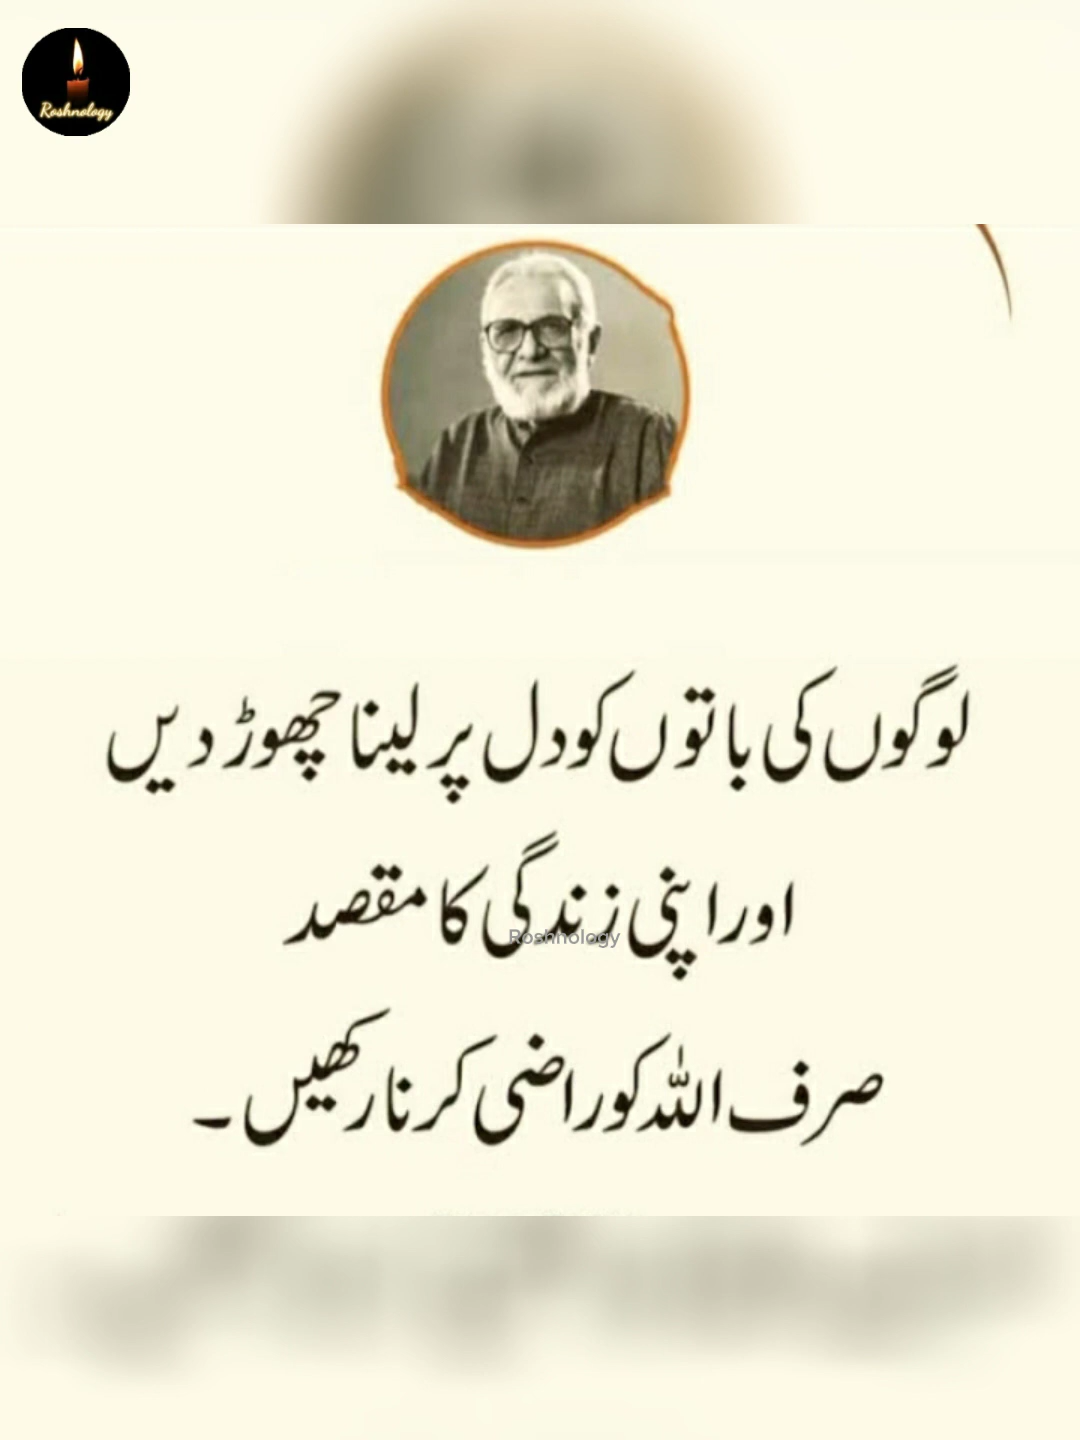 Roshnology
لوگوں کی باتوں کو دل پر لینا چھوڑ دیں
اور اپنی زندگی کا مقصد
Roshnology
صرف اللہ کو راضی کرنا رکھیں۔